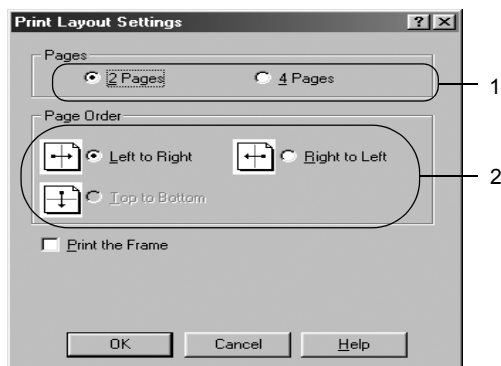 Print Layout Settings
Pages
2 Pages 4 Pages
1
Page Order
Left to Right Right to Left
2
Top to Bottom
Print the Frame
OK Cancel Help